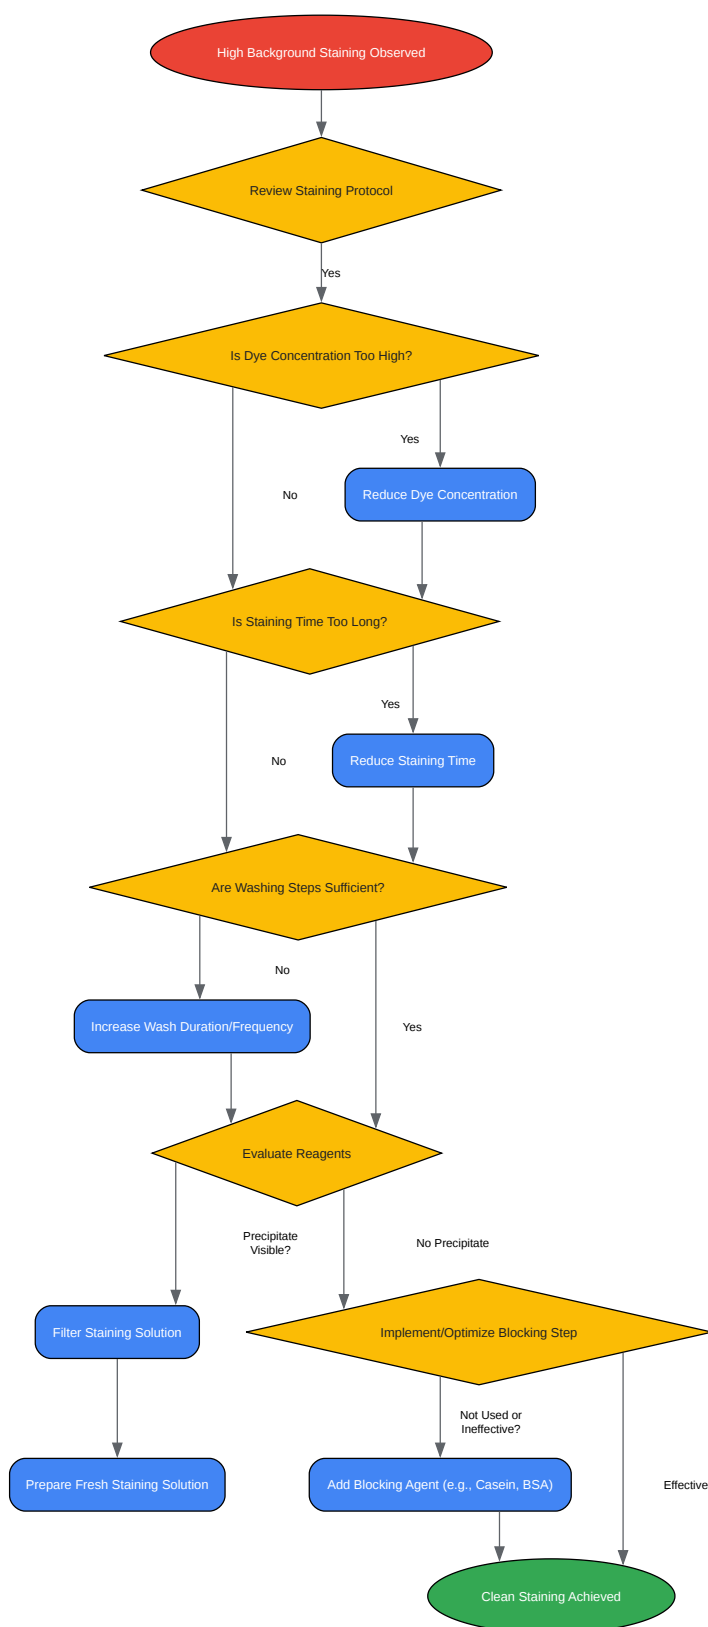 High Background Staining Observed
Review Staining Protocol
Yes
Is Dye Concentration Too High?
Yes
No
Reduce Dye Concentration
Is Staining Time Too Long?
Yes
No
Reduce Staining Time
Are Washing Steps Sufficient?
No
Increase Wash Duration/Frequency
Yes
Evaluate Reagents
Precipitate
Visible?
No Precipitate
Filter Staining Solution
Implement/Optimize Blocking Step
Not Used or
Ineffective?
Prepare Fresh Staining Solution
Add Blocking Agent (e.g., Casein, BSA)
Effective
Clean Staining Achieved